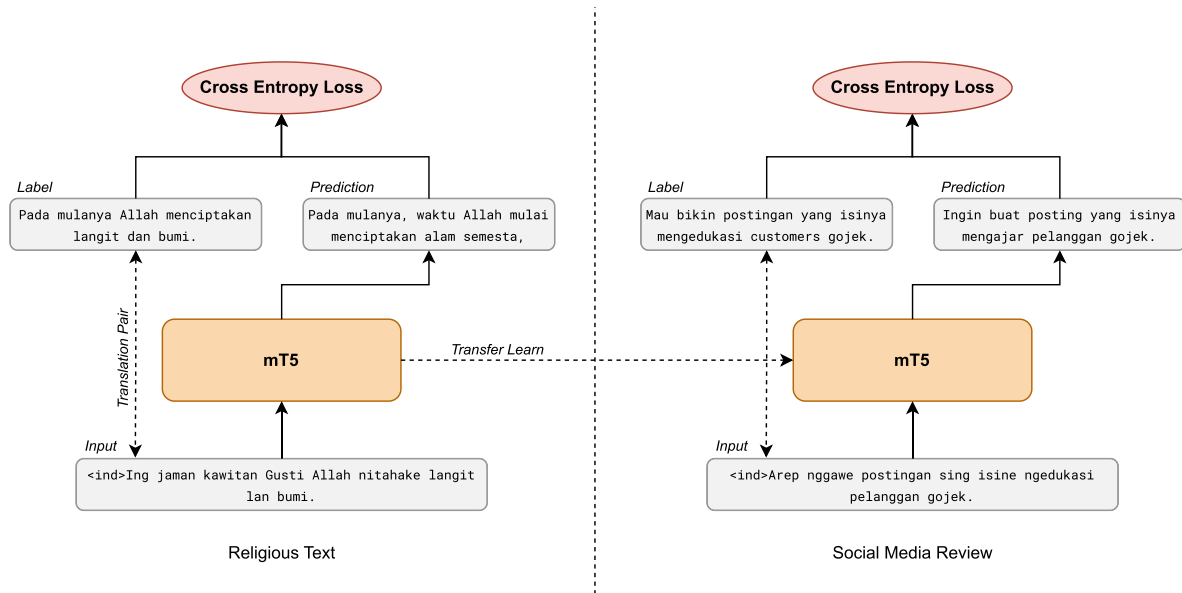 Cross Entropy Loss
Label
Pada mulanya Allah menciptakan
langit dan bumi.
Prediction
Pada mulanya, waktu Allah mulai
menciptakan alam semesta,
Translation Pair
mT5
Transfer Learn
Input
<ind>Ing jaman kawitan Gusti Allah nitahake langit
lan bumi.
Religious Text
Cross Entropy Loss
Label
Mau bikin postingan yang isinya
mengedukasi customers gojek.
Prediction
Ingin buat posting yang isinya
mengajar pelanggan gojek.
mT5
Input
<ind>Arep nggawe postingan sing isine ngedukasi
pelanggan gojek.
Social Media Review